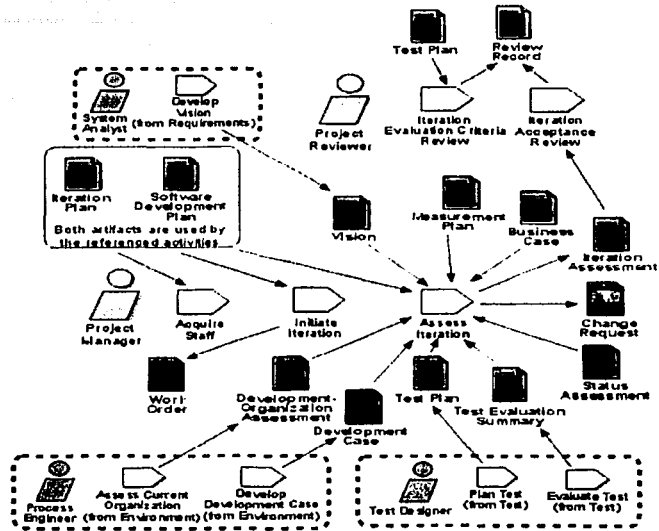 Test Plan
Review
Record
System
Analyst
Develop
Vision
(from Requirements)
Project
Reviewer
Iteration
Evaluation Criteria
Review
Iteration
Acceptance
Review
Iteration
Plan
Software
Development
Plan
Both artifacts are used by
the referenced activities
Vision
Measurement
Plan
Business
Case
Iteration
Assessment
Project
Manager
Acquire
Staff
Initiate
Iteration
Assess
Iteration
Change
Request
Work
Order
Development-
Organization
Assessment
Development
Case
Test Plan
Test Evaluation
Summary
Status
Assessment
Process
Engineer
Assess Current
Organization
(from Environment)
Develop
Development Case
(from Environment)
Test Designer
Plan Test
(from Test)
Evaluate Test
(from Test)